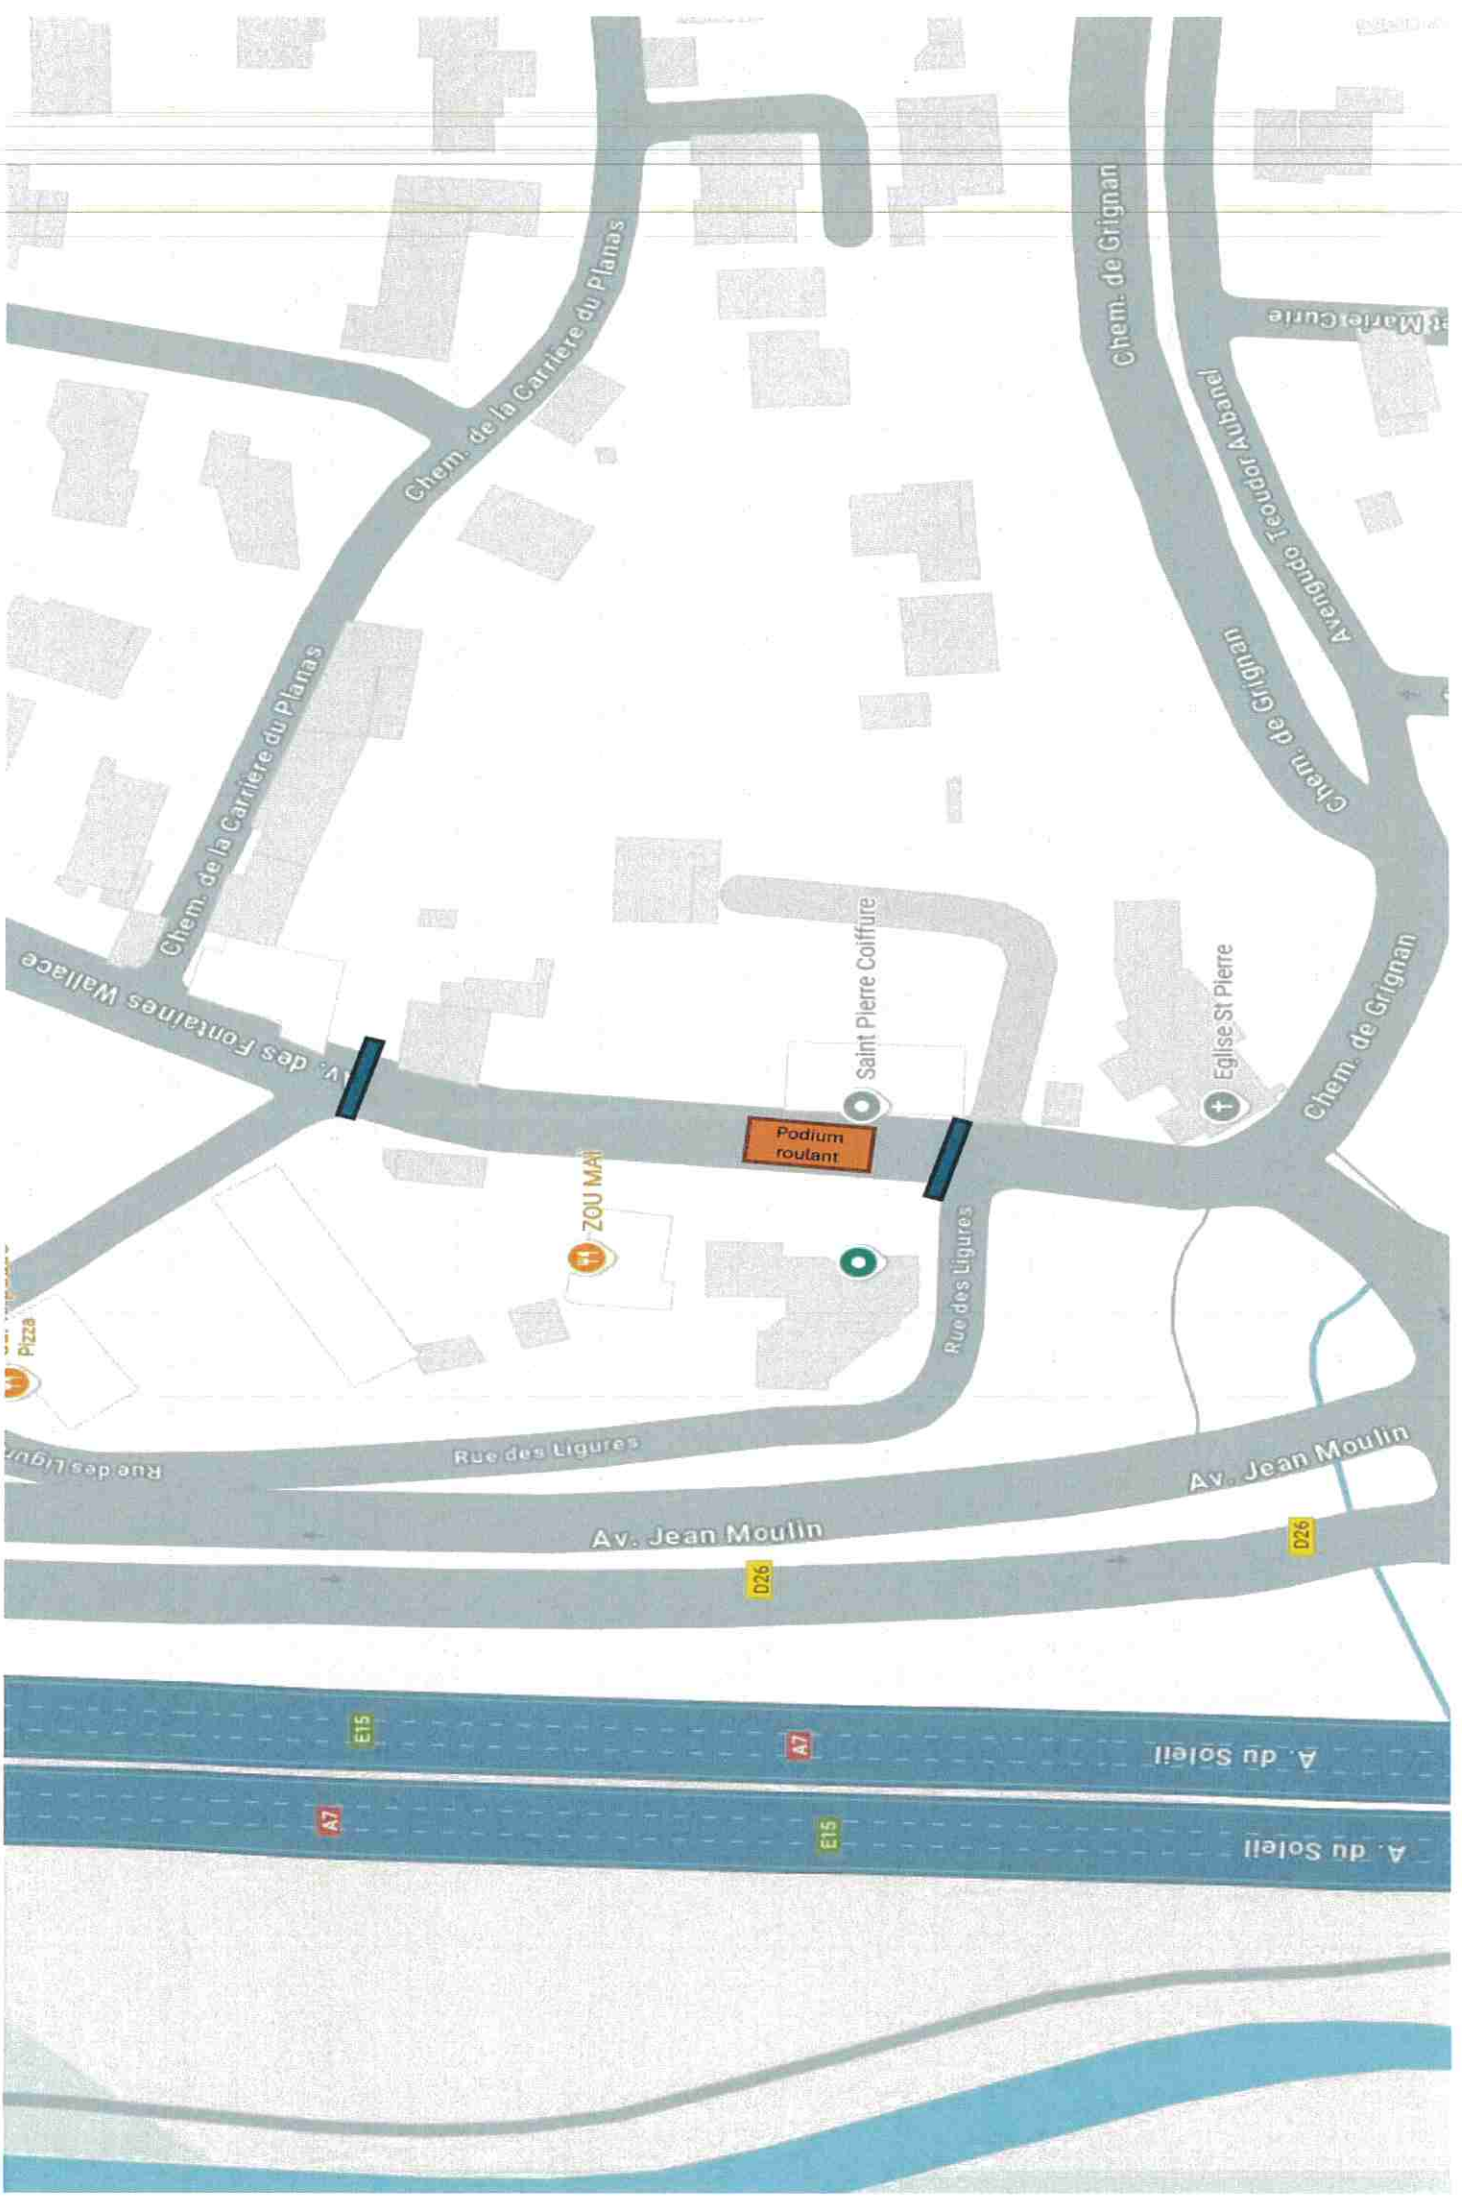 Chem. de Grignan
et Marie Curie
Chem. de la Carrière du Planas
Avengudo Teoudor Aubanel
Chem. de Grignan
Chem. de la Carrière du Planas
Saint Pierre Coiffure
Eglise St Pierre
Chem. de Grignan
Av. des Fontaines Wallace
Podium
roulant
ZOU MAÏ
Rue des Ligures
Pizza
Rue des Ligures
Rue des Ligures
Av. Jean Moulin
Av. Jean Moulin
D26
D26
E15
A7
A. du Soleil
A7
E15
A. du Soleil